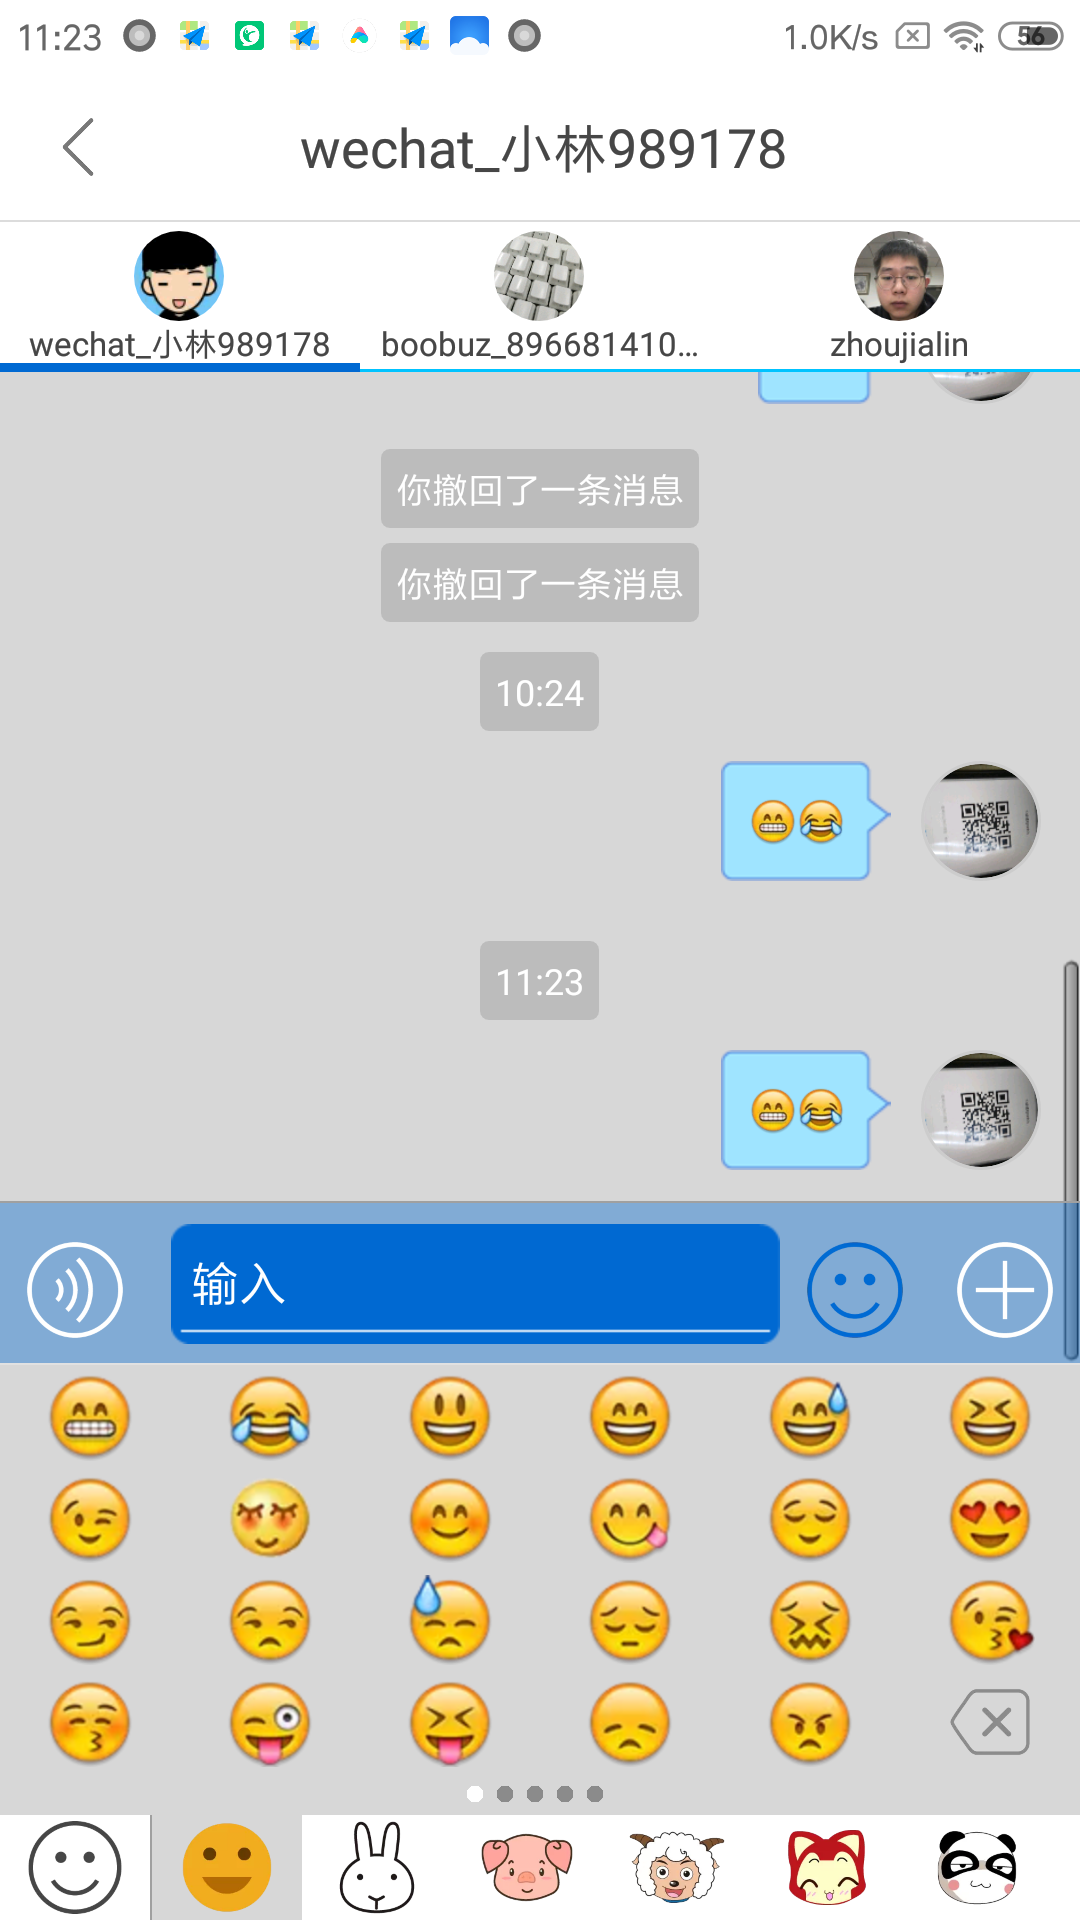 11:23
1.0K/s
56
wechat_小林989178
wechat_小林989178
boobuz_896681410...
zhoujialin
你撤回了一条消息
你撤回了一条消息
10:24
11:23
输入